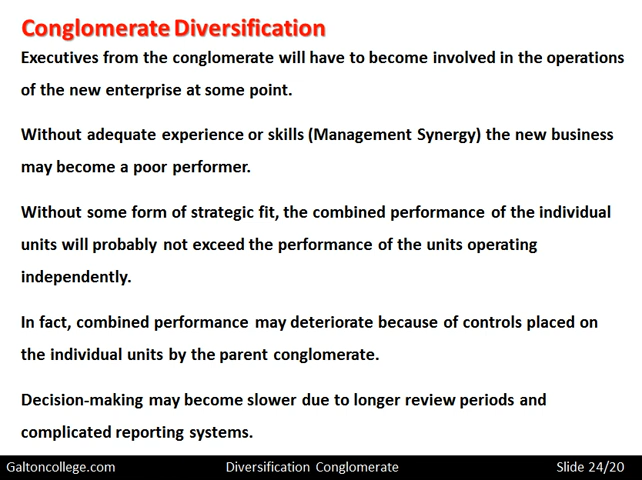 Conglomerate Diversification
Executives from the conglomerate will have to become involved in the operations
of the new enterprise at some point.
Without adequate experience or skills (Management Synergy) the new business
may become a poor performer.
Without some form of strategic fit, the combined performance of the individual
units will probably not exceed the performance of the units operating
independently.
In fact, combined performance may deteriorate because of controls placed on
the individual units by the parent conglomerate.
Decision-making may become slower due to longer review periods and
complicated reporting systems.
Galtoncollege.com Diversification Conglomerate Slide 24/20